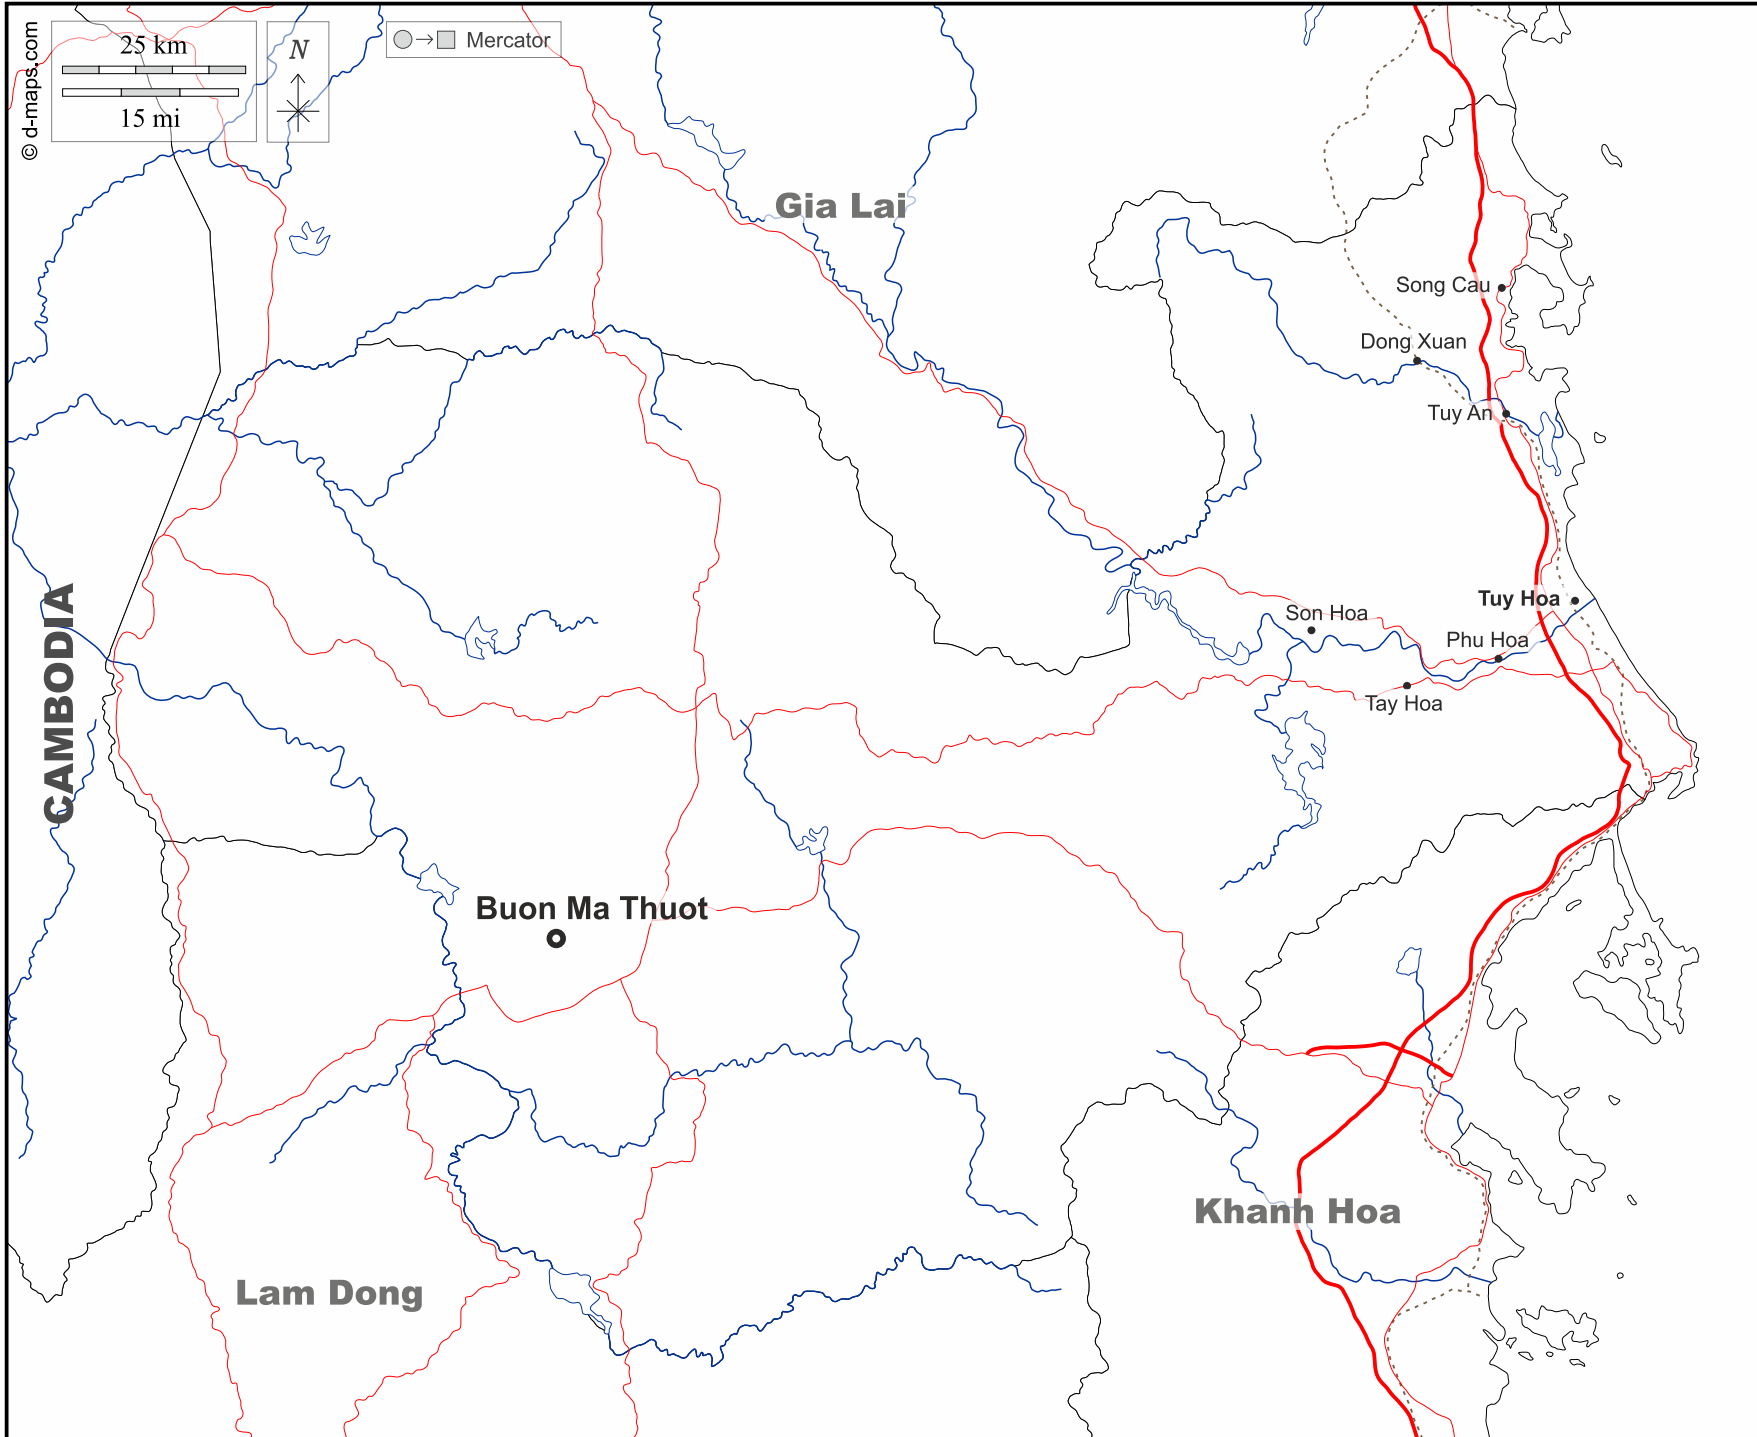 © d-maps.com
25 km
15 mi
N
Mercator
Gia Lai
Song Cau
Dong Xuan
Tuy An
CAMBODIA
Tuy Hoa
Son Hoa
Phu Hoa
Tay Hoa
Buon Ma Thuot
Khanh Hoa
Lam Dong